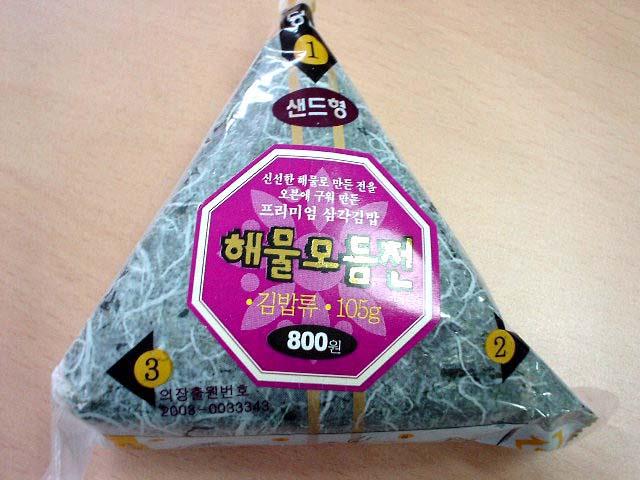 1
샌드형
신선한 해물로 만든 전을
오븐에 구워 만든
프리미엄 삼각김밥
해물모듬전
·김밥류·105g
800원
2
3
의장출원번호
2003-0033343